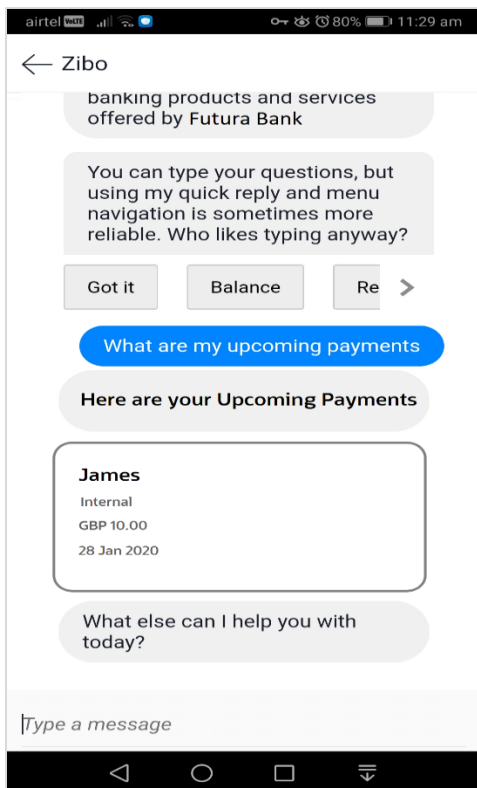 airtel VoLTE 80% 11:29 am
Zibo
banking products and services
offered by Futura Bank
You can type your questions, but
using my quick reply and menu
navigation is sometimes more
reliable. Who likes typing anyway?
Got it Balance Re
What are my upcoming payments
Here are your Upcoming Payments
James
Internal
GBP 10.00
28 Jan 2020
What else can I help you with
today?
Type a message